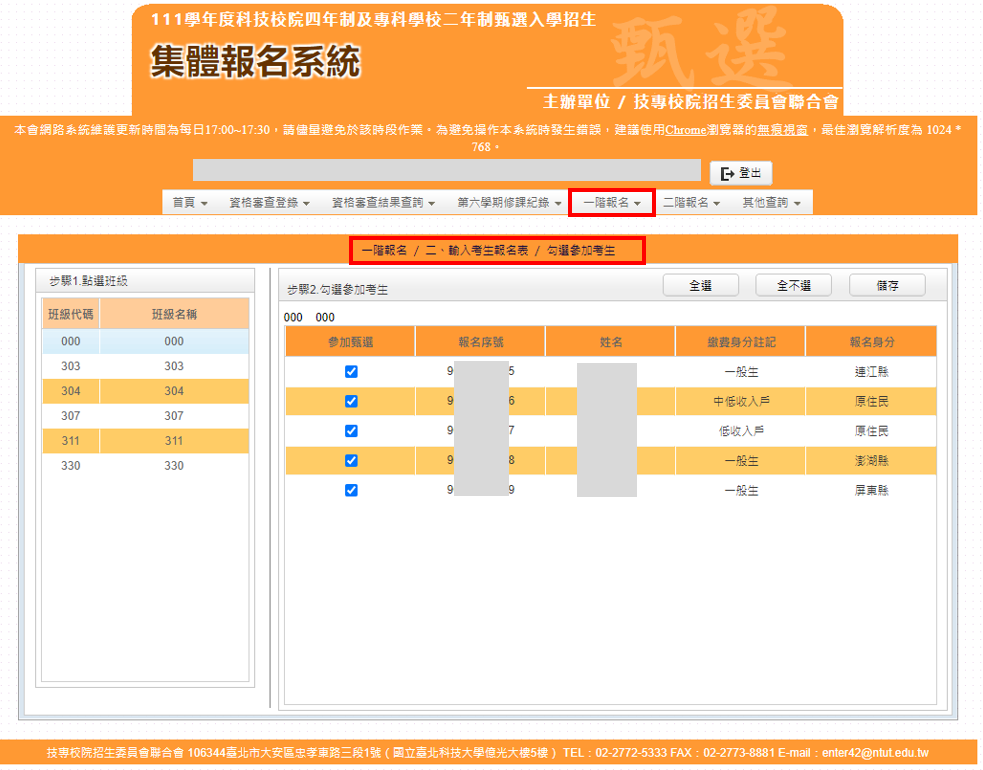 111學年度科技校院四年制及專科學校二年制甄選入學招生
甄選
集體報名系統
主辦單位 / 技專校院招生委員會聯合會
本會網路系統維護更新時間為每日17:00~17:30，請儘量避免於該時段作業。為避免操作本系統時發生錯誤，建議使用Chrome瀏覽器的無痕視窗，最佳瀏覽解析度為 1024 *
768。
登出
首頁 資格審查登錄 資格審查結果查詢 第六學期修課紀錄 一階報名 二階報名 其他查詢
一階報名 / 二、輸入考生報名表 / 勾選參加考生
步驟1.點選班級
班級代碼 班級名稱
000 000
303 303
304 304
307 307
311 311
330 330
步驟2.勾選參加考生 全選 全不選 儲存
000 000
參加甄選 報名序號 姓名 繳費身分註記 報名身分
9 5 一般生 連江縣
9 6 中低收入戶 原住民
9 7 低收入戶 原住民
9 8 一般生 澎湖縣
9 9 一般生 屏東縣
技專校院招生委員會聯合會 106344臺北市大安區忠孝東路三段1號 ( 國立臺北科技大學億光大樓5樓 ) TEL：02-2772-5333 FAX：02-2773-8881 E-mail：enter42@ntut.edu.tw